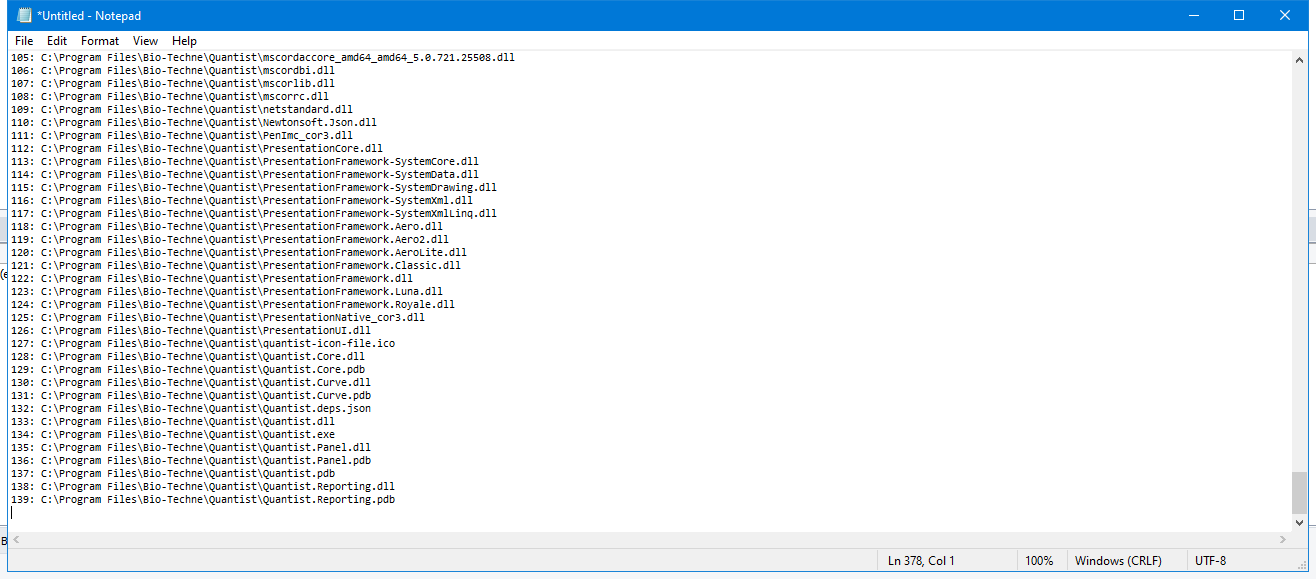 *Untitled - Notepad
File Edit Format View Help
105: C:\Program Files\Bio-Techne\Quantist\mscordaccore_amd64_amd64_5.0.721.25508.dll
106: C:\Program Files\Bio-Techne\Quantist\mscordbi.dll
107: C:\Program Files\Bio-Techne\Quantist\mscorlib.dll
108: C:\Program Files\Bio-Techne\Quantist\mscorrc.dll
109: C:\Program Files\Bio-Techne\Quantist\netstandard.dll
110: C:\Program Files\Bio-Techne\Quantist\Newtonsoft.Json.dll
111: C:\Program Files\Bio-Techne\Quantist\PenImc_cor3.dll
112: C:\Program Files\Bio-Techne\Quantist\PresentationCore.dll
113: C:\Program Files\Bio-Techne\Quantist\PresentationFramework-SystemCore.dll
114: C:\Program Files\Bio-Techne\Quantist\PresentationFramework-SystemData.dll
115: C:\Program Files\Bio-Techne\Quantist\PresentationFramework-SystemDrawing.dll
116: C:\Program Files\Bio-Techne\Quantist\PresentationFramework-SystemXml.dll
117: C:\Program Files\Bio-Techne\Quantist\PresentationFramework-SystemXmlLinq.dll
118: C:\Program Files\Bio-Techne\Quantist\PresentationFramework.Aero.dll
119: C:\Program Files\Bio-Techne\Quantist\PresentationFramework.Aero2.dll
120: C:\Program Files\Bio-Techne\Quantist\PresentationFramework.AeroLite.dll
121: C:\Program Files\Bio-Techne\Quantist\PresentationFramework.Classic.dll
122: C:\Program Files\Bio-Techne\Quantist\PresentationFramework.dll
123: C:\Program Files\Bio-Techne\Quantist\PresentationFramework.Luna.dll
124: C:\Program Files\Bio-Techne\Quantist\PresentationFramework.Royale.dll
125: C:\Program Files\Bio-Techne\Quantist\PresentationNative_cor3.dll
126: C:\Program Files\Bio-Techne\Quantist\PresentationUI.dll
127: C:\Program Files\Bio-Techne\Quantist\quantist-icon-file.ico
128: C:\Program Files\Bio-Techne\Quantist\Quantist.Core.dll
129: C:\Program Files\Bio-Techne\Quantist\Quantist.Core.pdb
130: C:\Program Files\Bio-Techne\Quantist\Quantist.Curve.dll
131: C:\Program Files\Bio-Techne\Quantist\Quantist.Curve.pdb
132: C:\Program Files\Bio-Techne\Quantist\Quantist.deps.json
133: C:\Program Files\Bio-Techne\Quantist\Quantist.dll
134: C:\Program Files\Bio-Techne\Quantist\Quantist.exe
135: C:\Program Files\Bio-Techne\Quantist\Quantist.Panel.dll
136: C:\Program Files\Bio-Techne\Quantist\Quantist.Panel.pdb
137: C:\Program Files\Bio-Techne\Quantist\Quantist.pdb
138: C:\Program Files\Bio-Techne\Quantist\Quantist.Reporting.dll
139: C:\Program Files\Bio-Techne\Quantist\Quantist.Reporting.pdb
Ln 378, Col 1 100% Windows (CRLF) UTF-8